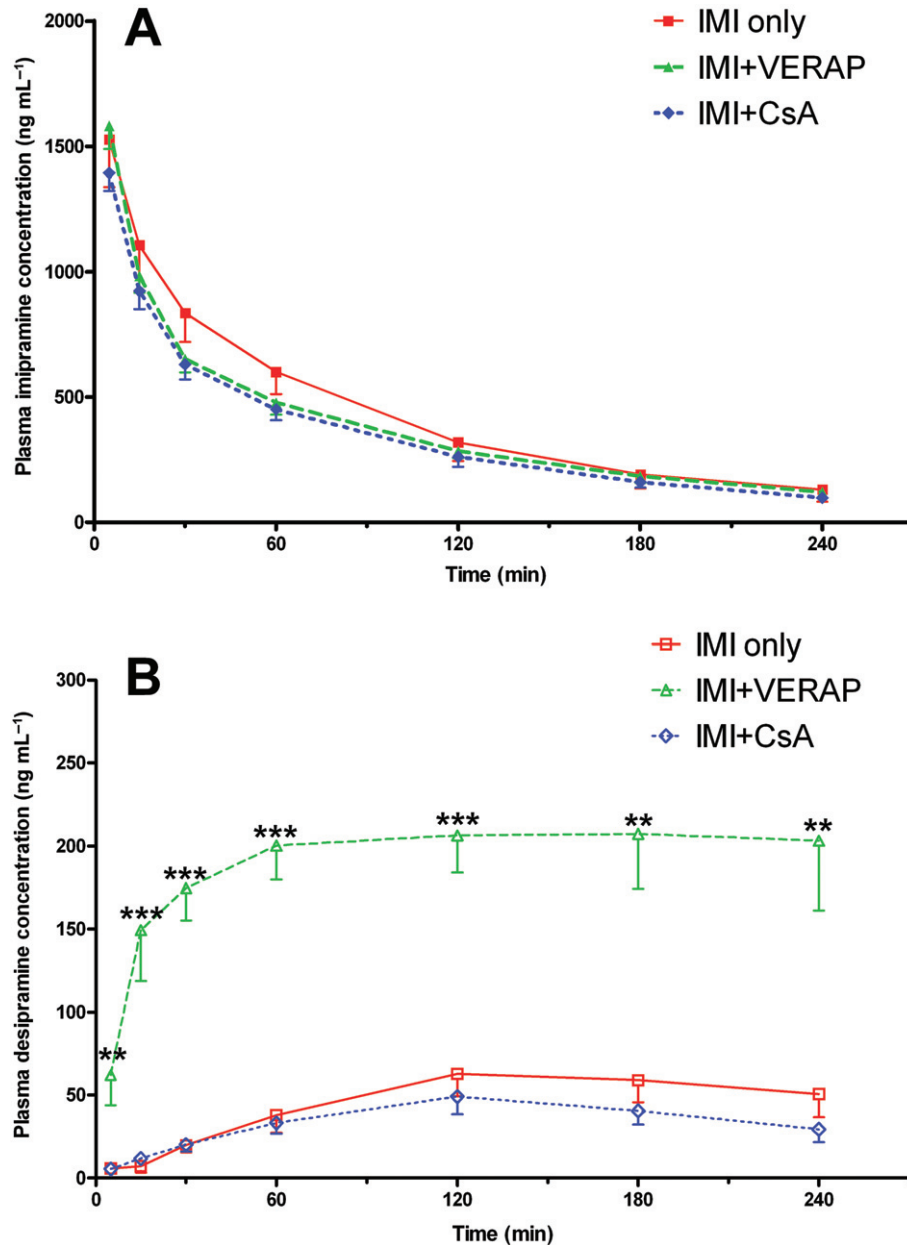 A
IMI only
IMI+VERAP
IMI+CsA
Plasma imipramine concentration (ng mL⁻¹)
2000
1500
1000
500
0
0 60 120 180 240
Time (min)
B
IMI only
IMI+VERAP
IMI+CsA
Plasma desipramine concentration (ng mL⁻¹)
300
250
200
150
100
50
0
** *** *** *** *** ** **
0 60 120 180 240
Time (min)